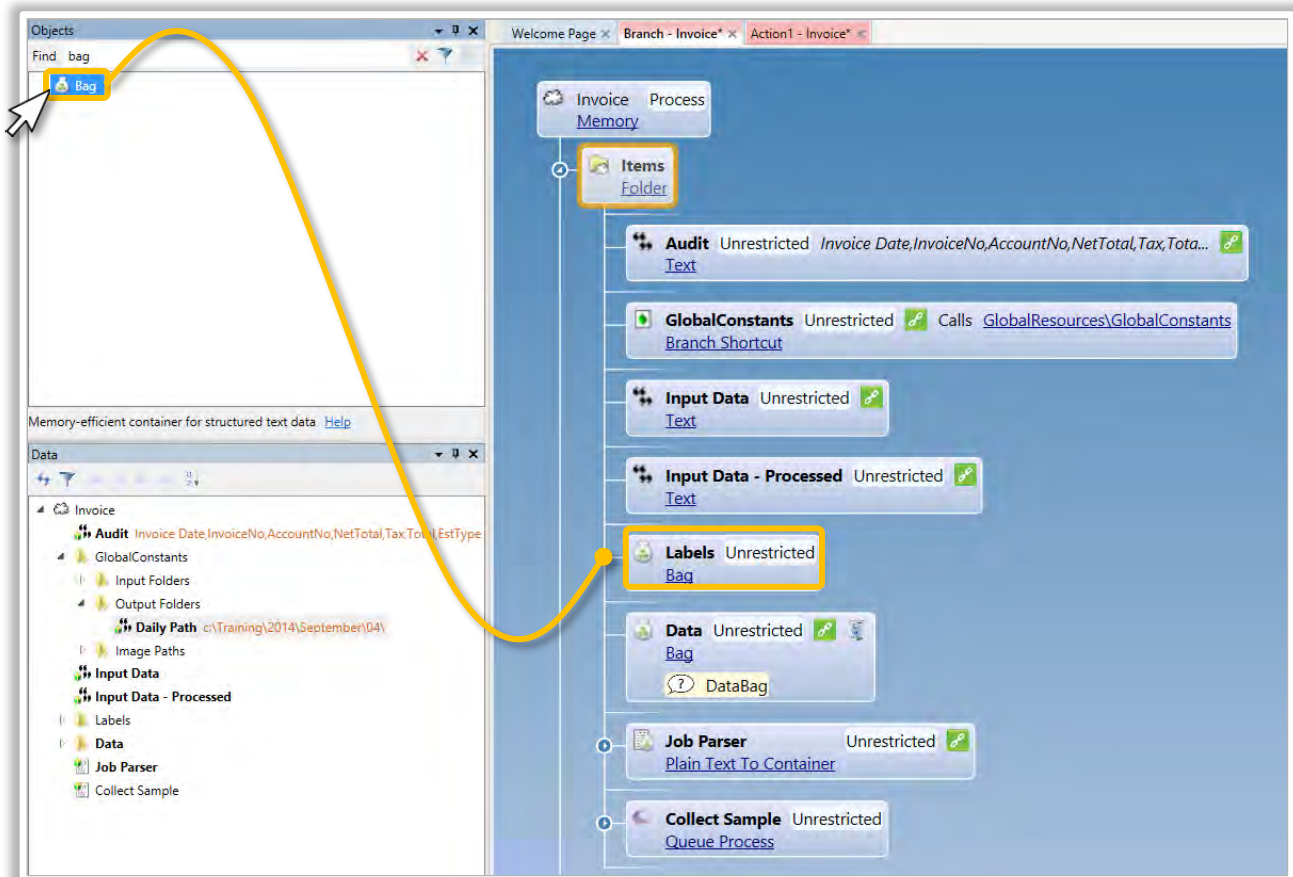 Objects
Find bag
Bag
Memory-efficient container for structured text data Help
Data
Invoice
Audit Invoice Date,InvoiceNo,AccountNo,NetTotal,Tax,Total,EstType
GlobalConstants
Input Folders
Output Folders
Daily Path c:\Training\2014\September\04\
Image Paths
Input Data
Input Data - Processed
Labels
Data
Job Parser
Collect Sample
Welcome Page Branch - Invoice* Action1 - Invoice*
Invoice Process
Memory
Items
Folder
Audit Unrestricted Invoice Date,InvoiceNo,AccountNo,NetTotal,Tax,Tota...
Text
GlobalConstants Unrestricted Calls GlobalResources\GlobalConstants
Branch Shortcut
Input Data Unrestricted
Text
Input Data - Processed Unrestricted
Text
Labels Unrestricted
Bag
Data Unrestricted
Bag
? DataBag
Job Parser Unrestricted
Plain Text To Container
Collect Sample Unrestricted
Queue Process